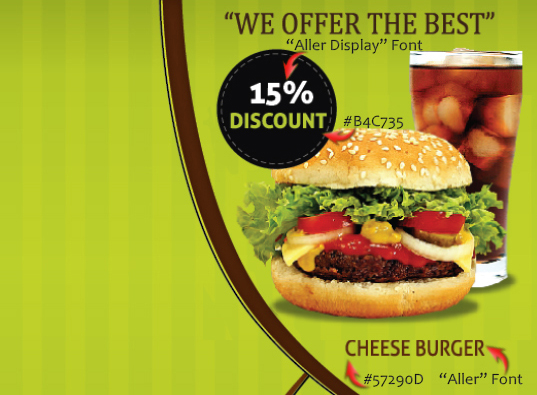 “WE OFFER THE BEST”
“Aller Display” Font
15%
DISCOUNT
#B4C735
CHEESE BURGER
#57290D “Aller” Font